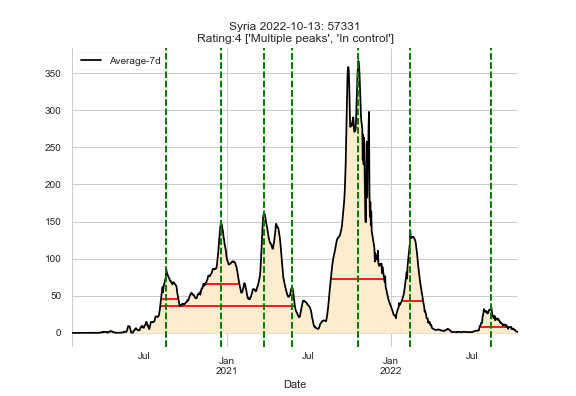 Syria 2022-10-13: 57331
Rating:4 ['Multiple peaks', 'In control']
Average-7d
350
300
250
200
150
100
50
0
Jul
Jan
2021
Jul
Jan
2022
Jul
Date